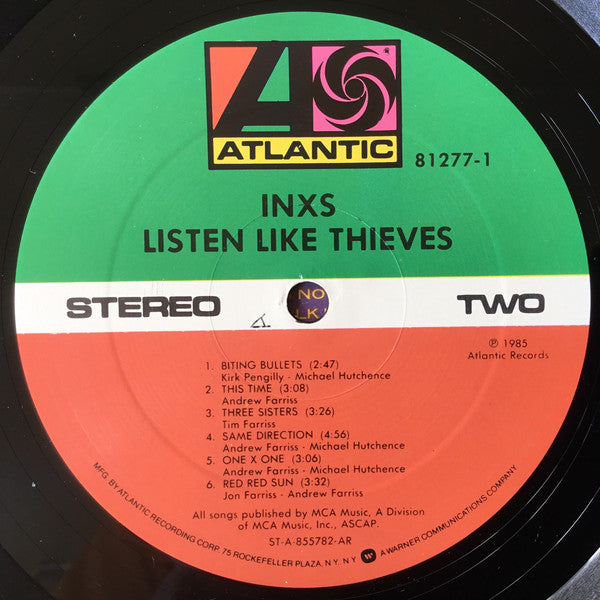 ATLANTIC
81277-1
INXS
LISTEN LIKE THIEVES
STEREO
TWO
NO
LK
℗ 1985
Atlantic Records
1. BITING BULLETS (2:47)
Kirk Pengilly - Michael Hutchence
2. THIS TIME (3:08)
Andrew Farriss
3. THREE SISTERS (3:26)
Tim Farriss
4. SAME DIRECTION (4:56)
Andrew Farriss - Michael Hutchence
5. ONE X ONE (3:06)
Andrew Farriss - Michael Hutchence
6. RED RED SUN (3:32)
Jon Farriss - Andrew Farriss
All songs published by MCA Music, A Division
of MCA Music, Inc., ASCAP.
ST-A-855782-AR
MFG. BY ATLANTIC RECORDING CORP. 75 ROCKEFELLER PLAZA, N.Y. N.Y. A WARNER COMMUNICATIONS COMPANY